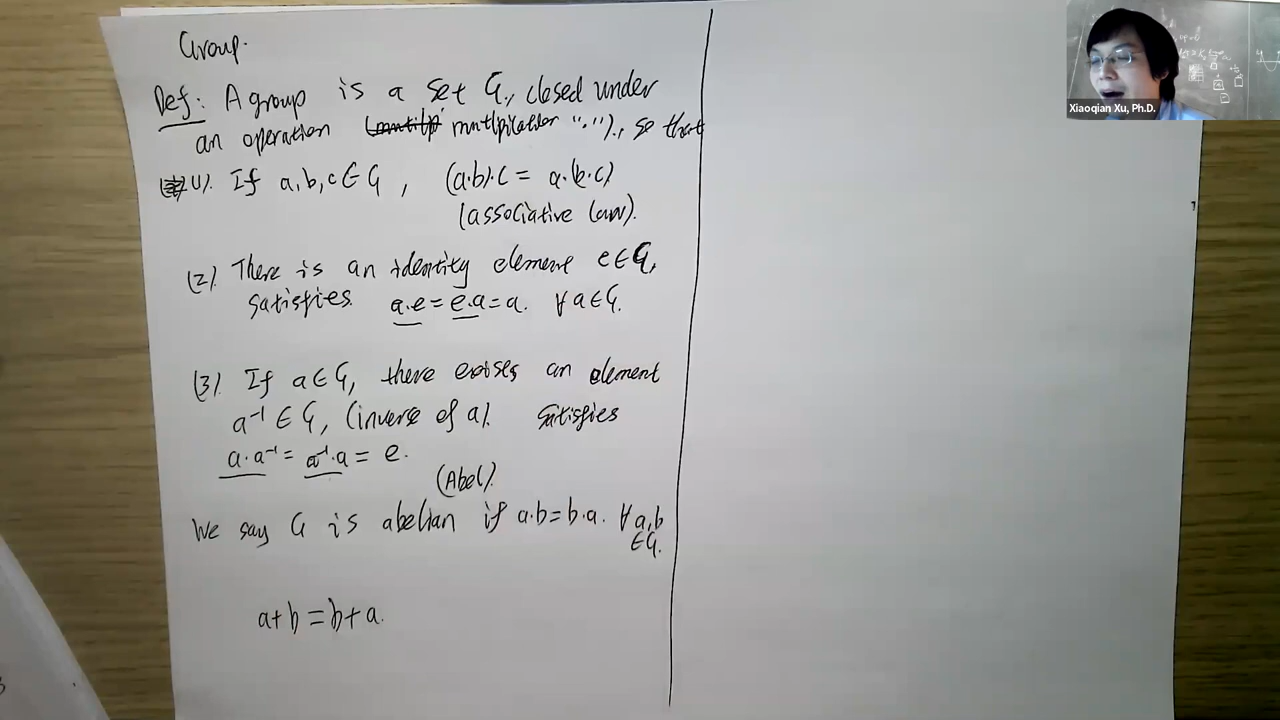 Group.
Def: A group is a set G, closed under
an operation (multiplication "·"), so that
(1). If a,b,c∈G, (a·b)·c = a·(b·c)
(associative law).
(2). There is an identity element e∈G,
satisfies a·e = e·a = a. ∀a∈G.
(3). If a∈G, there exises an element
a⁻¹∈G, (inverse of a). satisfies
a·a⁻¹ = a⁻¹·a = e.
(Abel).
We say G is abelian if a·b=b·a. ∀a,b
∈G.
a+b=b+a.
Xiaoqian Xu, Ph.D.